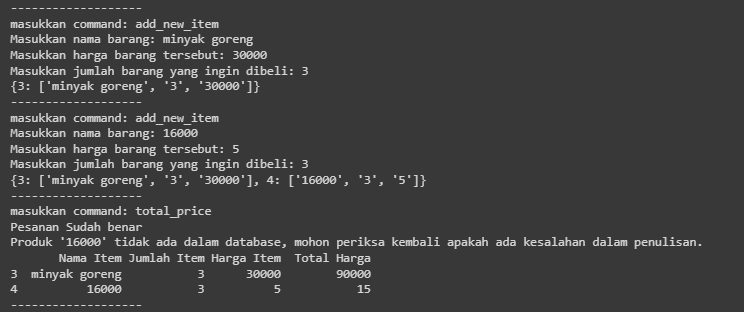 -------------------
masukkan command: add_new_item
Masukkan nama barang: minyak goreng
Masukkan harga barang tersebut: 30000
Masukkan jumlah barang yang ingin dibeli: 3
{3: ['minyak goreng', '3', '30000']}
-------------------
masukkan command: add_new_item
Masukkan nama barang: 16000
Masukkan harga barang tersebut: 5
Masukkan jumlah barang yang ingin dibeli: 3
{3: ['minyak goreng', '3', '30000'], 4: ['16000', '3', '5']}
-------------------
masukkan command: total_price
Pesanan Sudah benar
Produk '16000' tidak ada dalam database, mohon periksa kembali apakah ada kesalahan dalam penulisan.
       Nama Item Jumlah Item Harga Item  Total Harga
3  minyak goreng           3      30000        90000
4          16000           3          5           15
-------------------